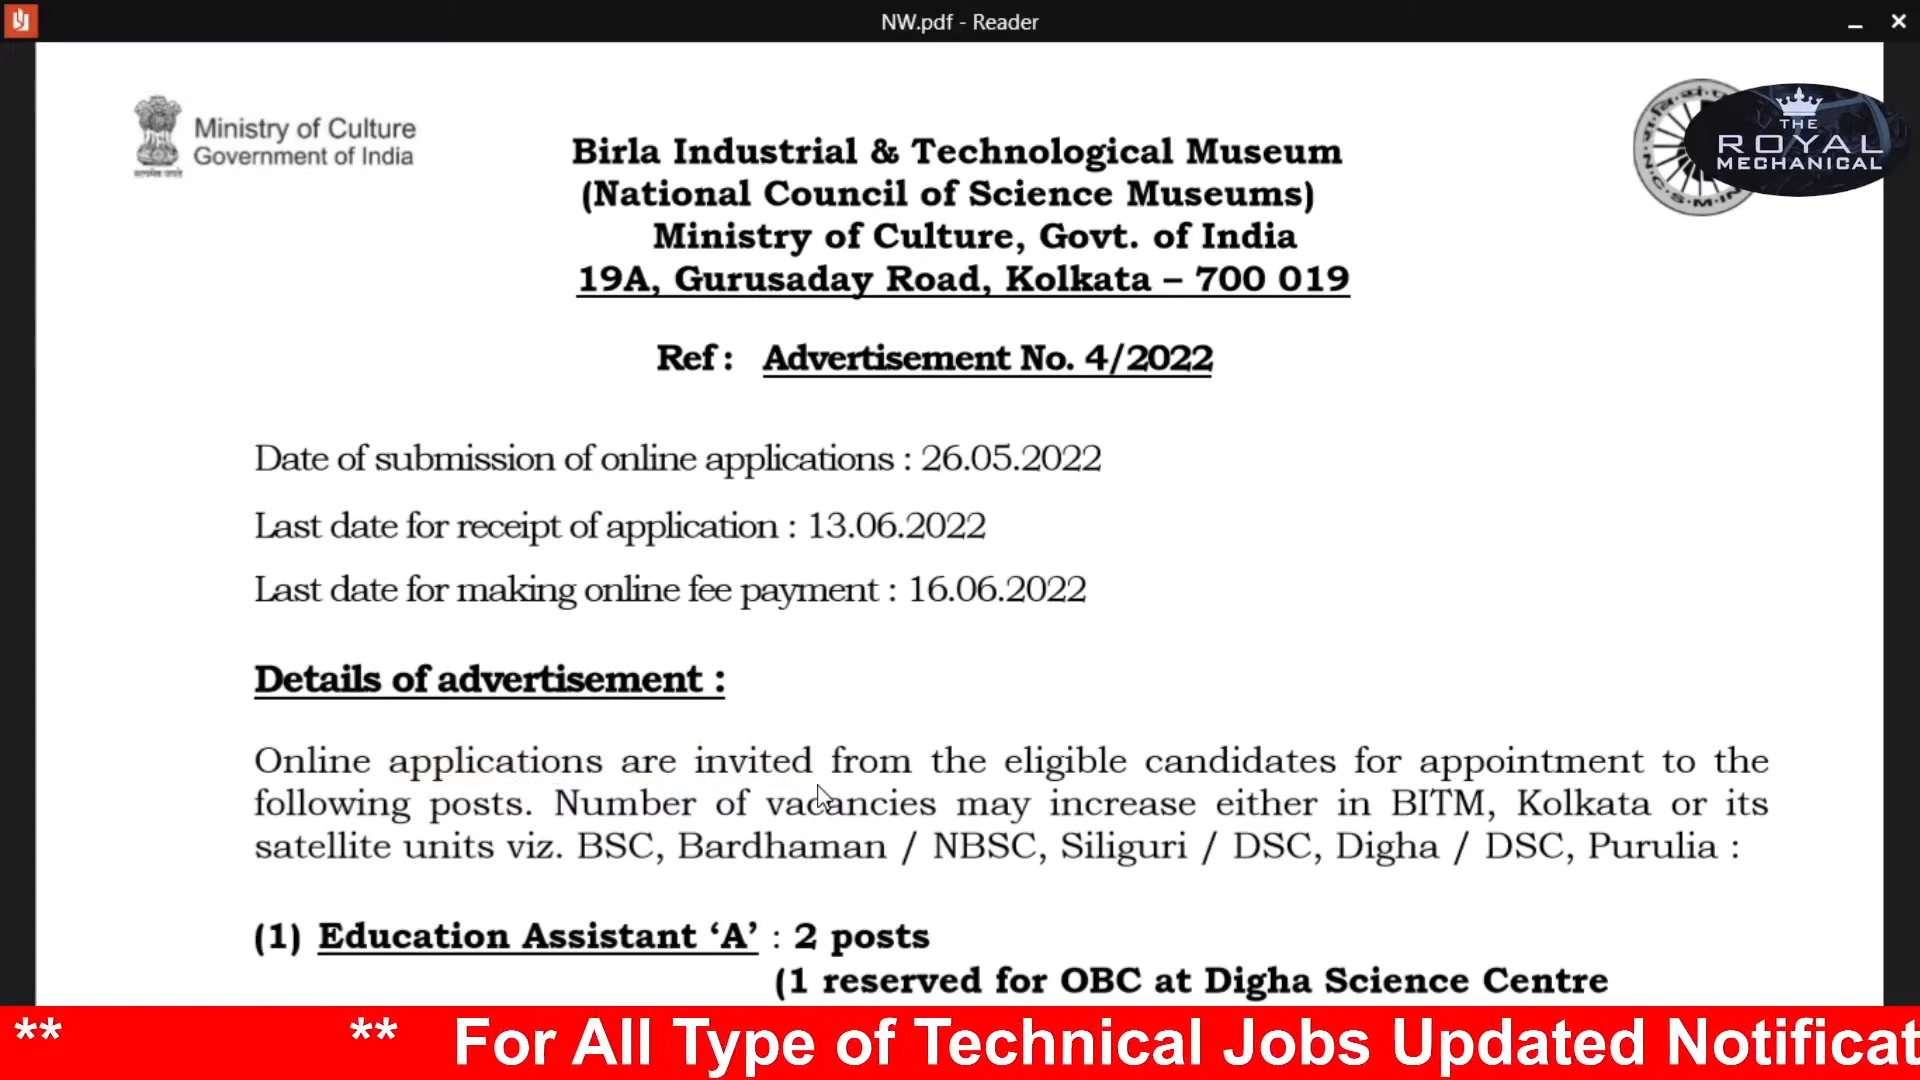 NW.pdf - Reader
Ministry of Culture
Government of India
सत्यमेव जयते
THE
ROYAL
MECHANICAL
N.C.S.M.IN
Birla Industrial & Technological Museum
(National Council of Science Museums)
Ministry of Culture, Govt. of India
19A, Gurusaday Road, Kolkata – 700 019
Ref : Advertisement No. 4/2022
Date of submission of online applications : 26.05.2022
Last date for receipt of application : 13.06.2022
Last date for making online fee payment : 16.06.2022
Details of advertisement :
Online applications are invited from the eligible candidates for appointment to the
following posts. Number of vacancies may increase either in BITM, Kolkata or its
satellite units viz. BSC, Bardhaman / NBSC, Siliguri / DSC, Digha / DSC, Purulia :
(1) Education Assistant ‘A’ : 2 posts
(1 reserved for OBC at Digha Science Centre
** ** For All Type of Technical Jobs Updated Notificat